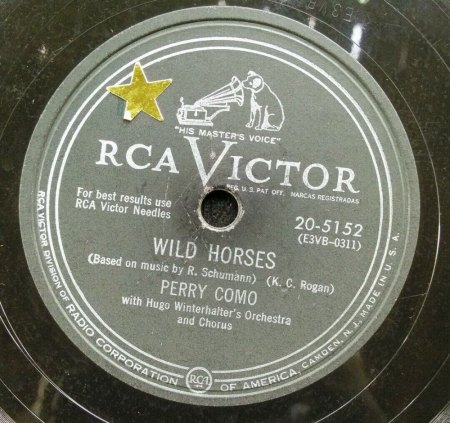 "HIS MASTER'S VOICE"
RCA VICTOR
REG. U. S. PAT. OFF. MARCAS REGISTRADAS
For best results use
RCA Victor Needles
20-5152
(E3VB-0311)
WILD HORSES
(Based on music by R. Schumann) (K. C. Rogan)
PERRY COMO
with Hugo Winterhalter's Orchestra
and Chorus
RCA VICTOR DIVISION OF RADIO CORPORATION OF AMERICA, CAMDEN, N. J., MADE IN U. S. A.
RCA